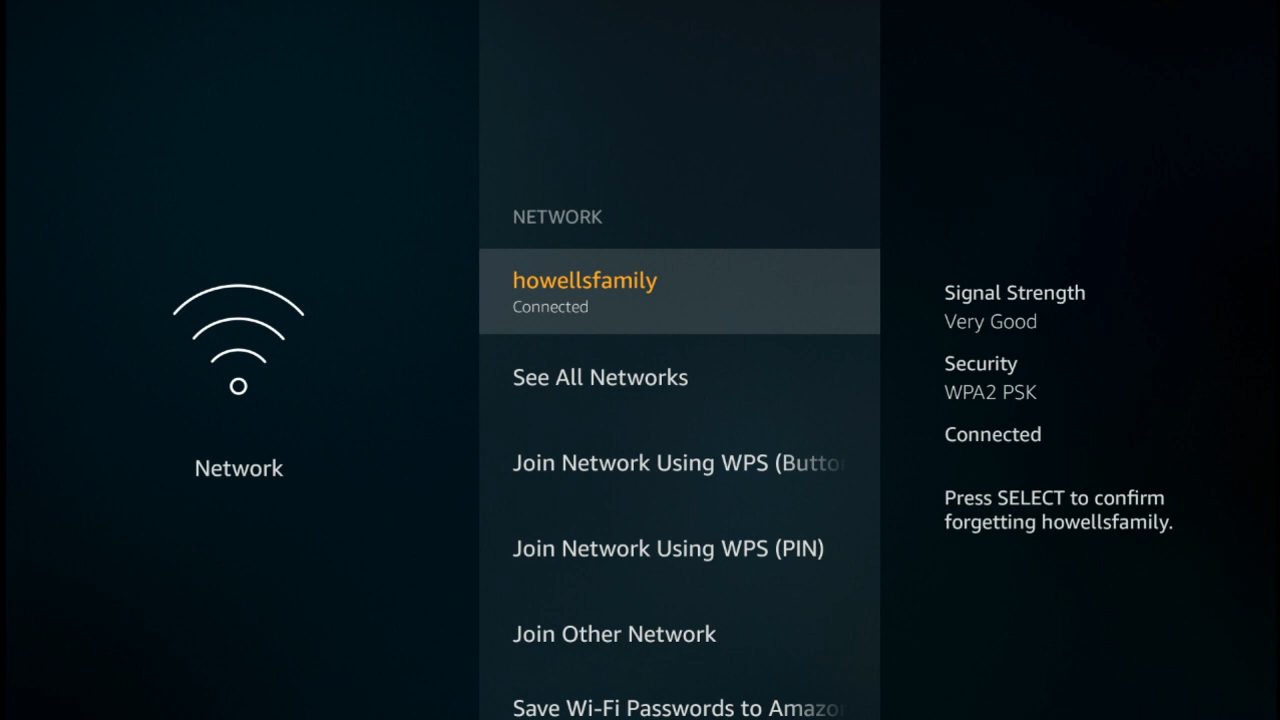 Network
NETWORK
howellsfamily
Connected
See All Networks
Join Network Using WPS (Butto
Join Network Using WPS (PIN)
Join Other Network
Save Wi-Fi Passwords to Amazo
Signal Strength
Very Good
Security
WPA2 PSK
Connected
Press SELECT to confirm
forgetting howellsfamily.